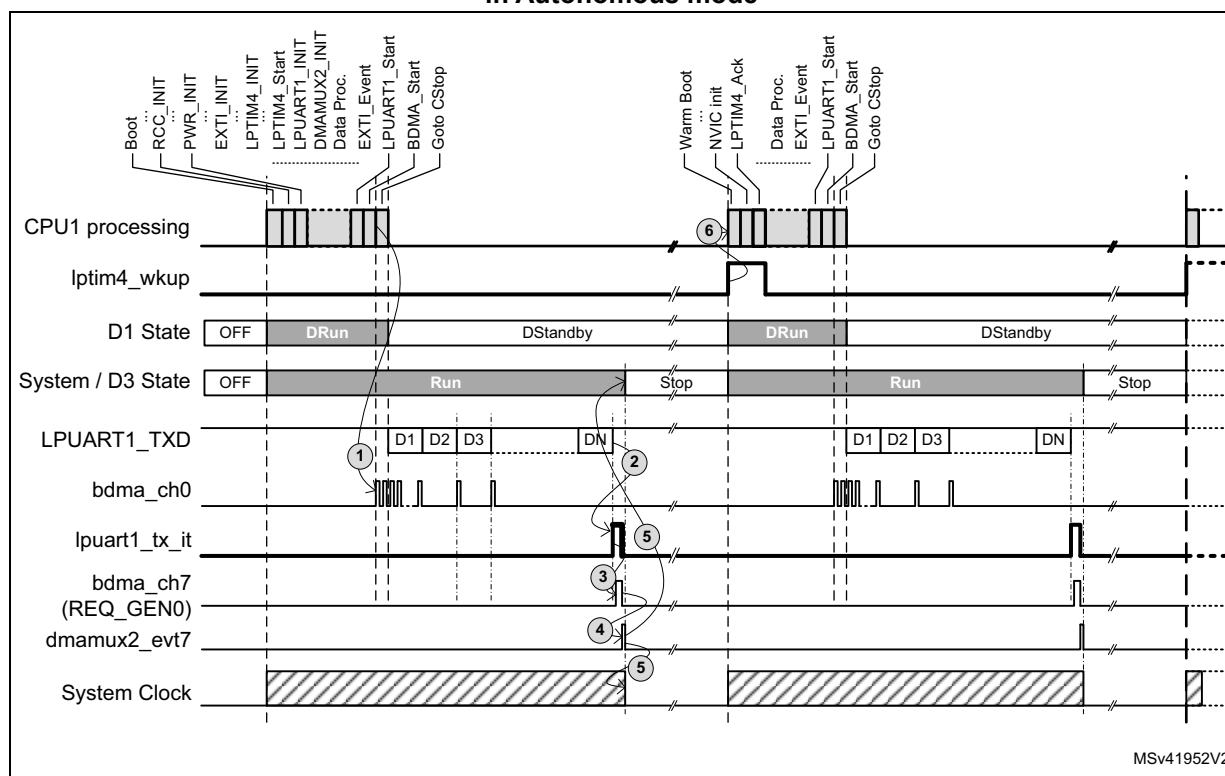 in Autonomous mode
Boot
...
RCC_INIT
...
PWR_INIT
...
EXTI_INIT
...
LPTIM4_INIT
...
LPTIM4_Start
LPUART1_INIT
DMAMUX2_INIT
Data Proc.
EXTI_Event
LPUART1_Start
BDMA_Start
Goto CStop
Warm Boot
...
NVIC init
LPTIM4_Ack
Data Proc.
EXTI_Event
LPUART1_Start
BDMA_Start
Goto CStop
CPU1 processing
6
lptim4_wkup
D1 State OFF DRun DStandby DRun DStandby
System / D3 State OFF Run Stop Run Stop
LPUART1_TXD D1 D2 D3 DN D1 D2 D3 DN
1 2
bdma_ch0
lpuart1_tx_it
5
bdma_ch7
3
(REQ_GEN0)
dmamux2_evt7
4
5
System Clock
MSv41952V2